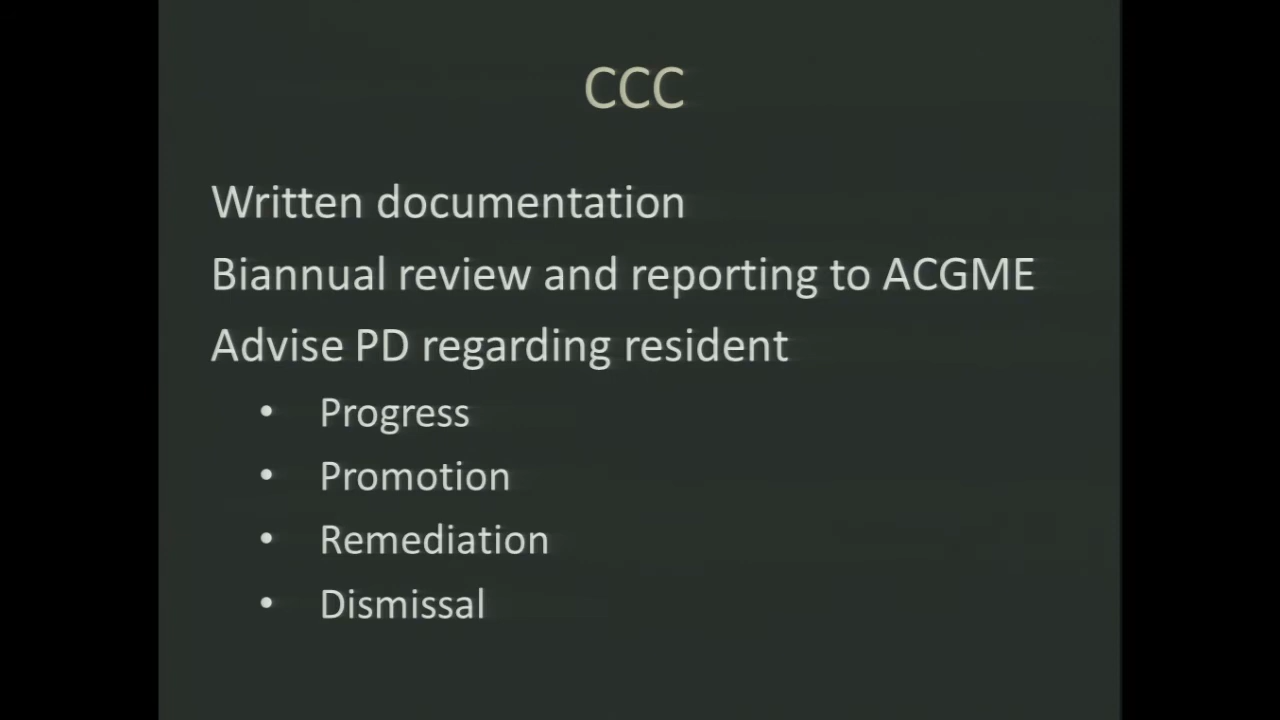 CCC
Written documentation
Biannual review and reporting to ACGME
Advise PD regarding resident
• Progress
• Promotion
• Remediation
• Dismissal